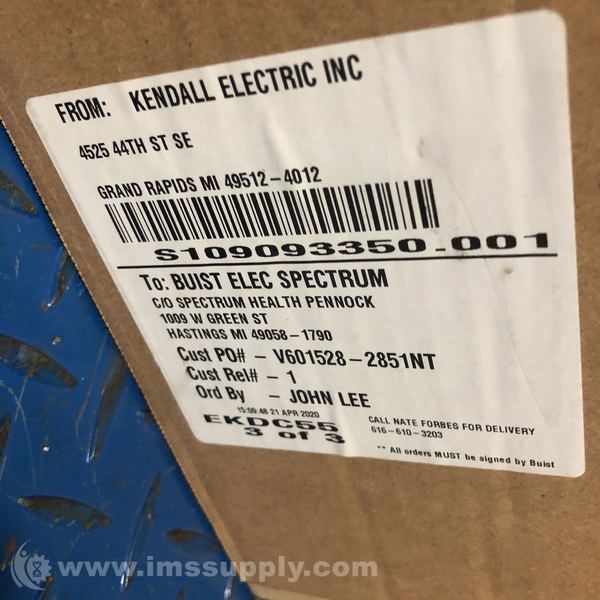 FROM: KENDALL ELECTRIC INC
4525 44TH ST SE
GRAND RAPIDS MI 49512-4012
S109093350-001
To: BUIST ELEC SPECTRUM
C/O SPECTRUM HEALTH PENNOCK
1009 W GREEN ST
HASTINGS MI 49058-1790
Cust PO# - V601528-2851NT
Cust Rel# - 1
Ord By - JOHN LEE
15:09:48 21 APR 2020
EKDC55
3 of 3
CALL NATE FORBES FOR DELIVERY
616-610-3203
** All orders MUST be signed by Buist
www.imssupply.com